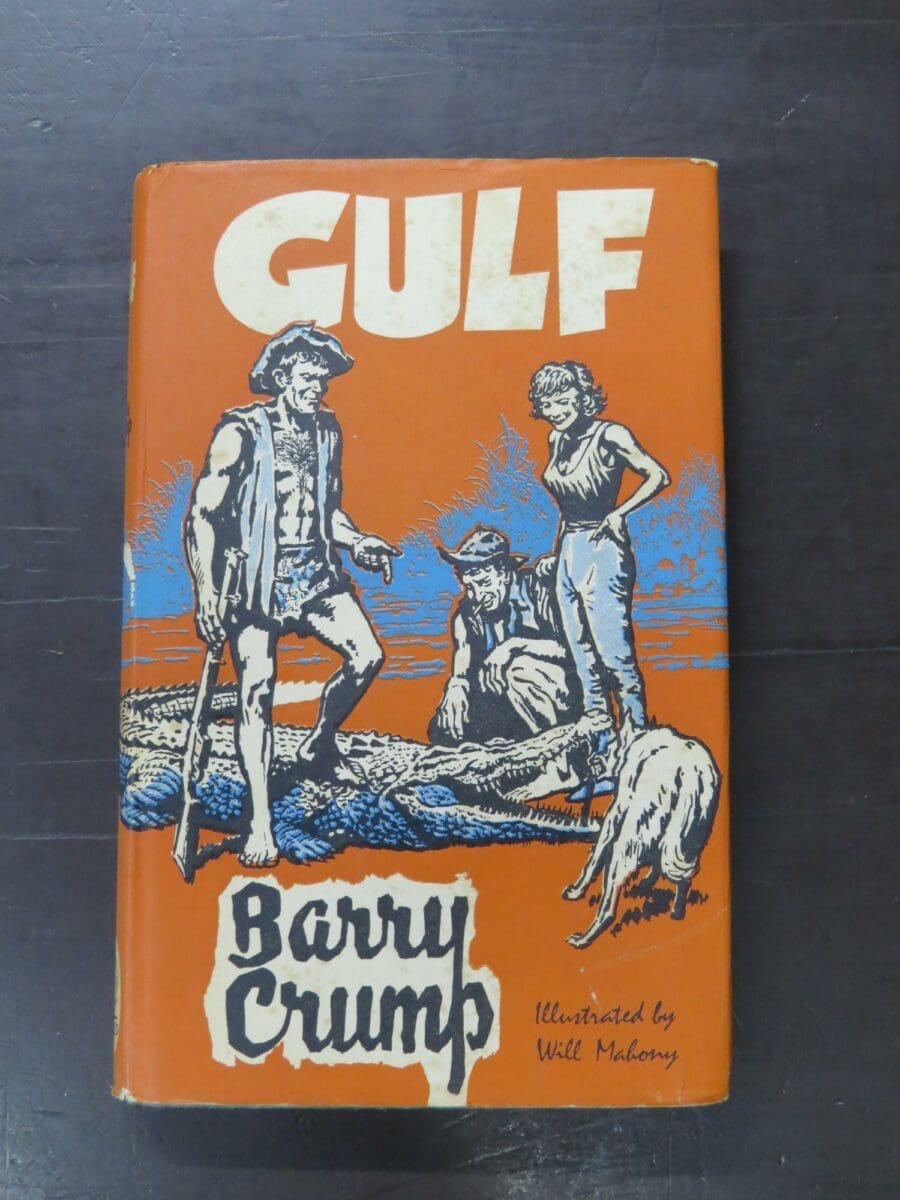 GULF
Barry
Crump
Illustrated by
Will Mahony